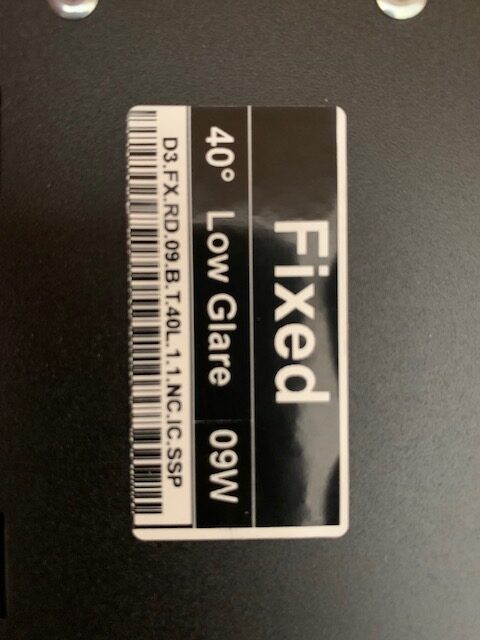 Fixed
40° Low Glare 09W
D3.FX.RD.09.B.T.40L.1.1.NC.IC.SSP